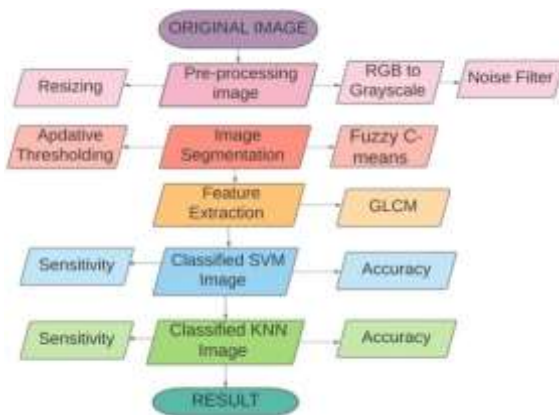 ORIGINAL IMAGE
Resizing
Pre-processing
image
RGB to
Grayscale
Noise Filter
Apdative
Thresholding
Image
Segmentation
Fuzzy C-
means
Feature
Extraction
GLCM
Sensitivity
Classified SVM
Image
Accuracy
Sensitivity
Classified KNN
Image
Accuracy
RESULT